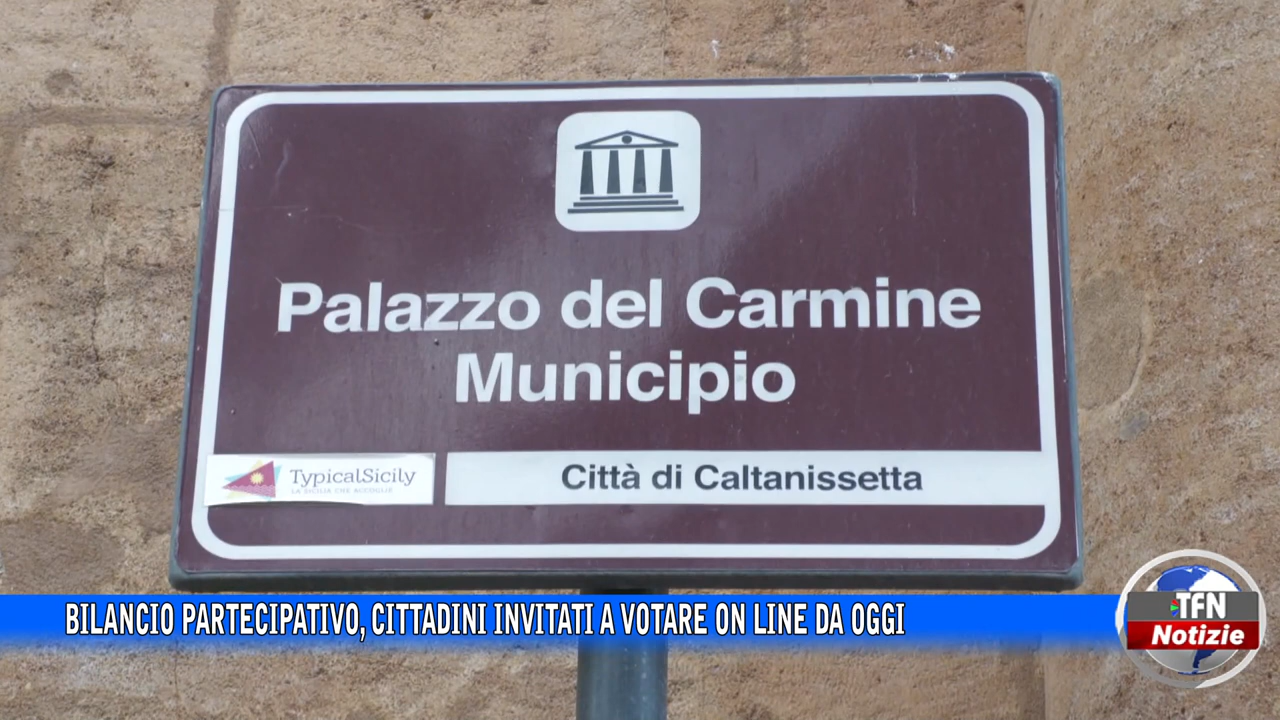 Palazzo del Carmine
Municipio
TypicalSicily
LA SICILIA CHE ACCOGLIE
Città di Caltanissetta
BILANCIO PARTECIPATIVO, CITTADINI INVITATI A VOTARE ON LINE DA OGGI
TFN
Notizie